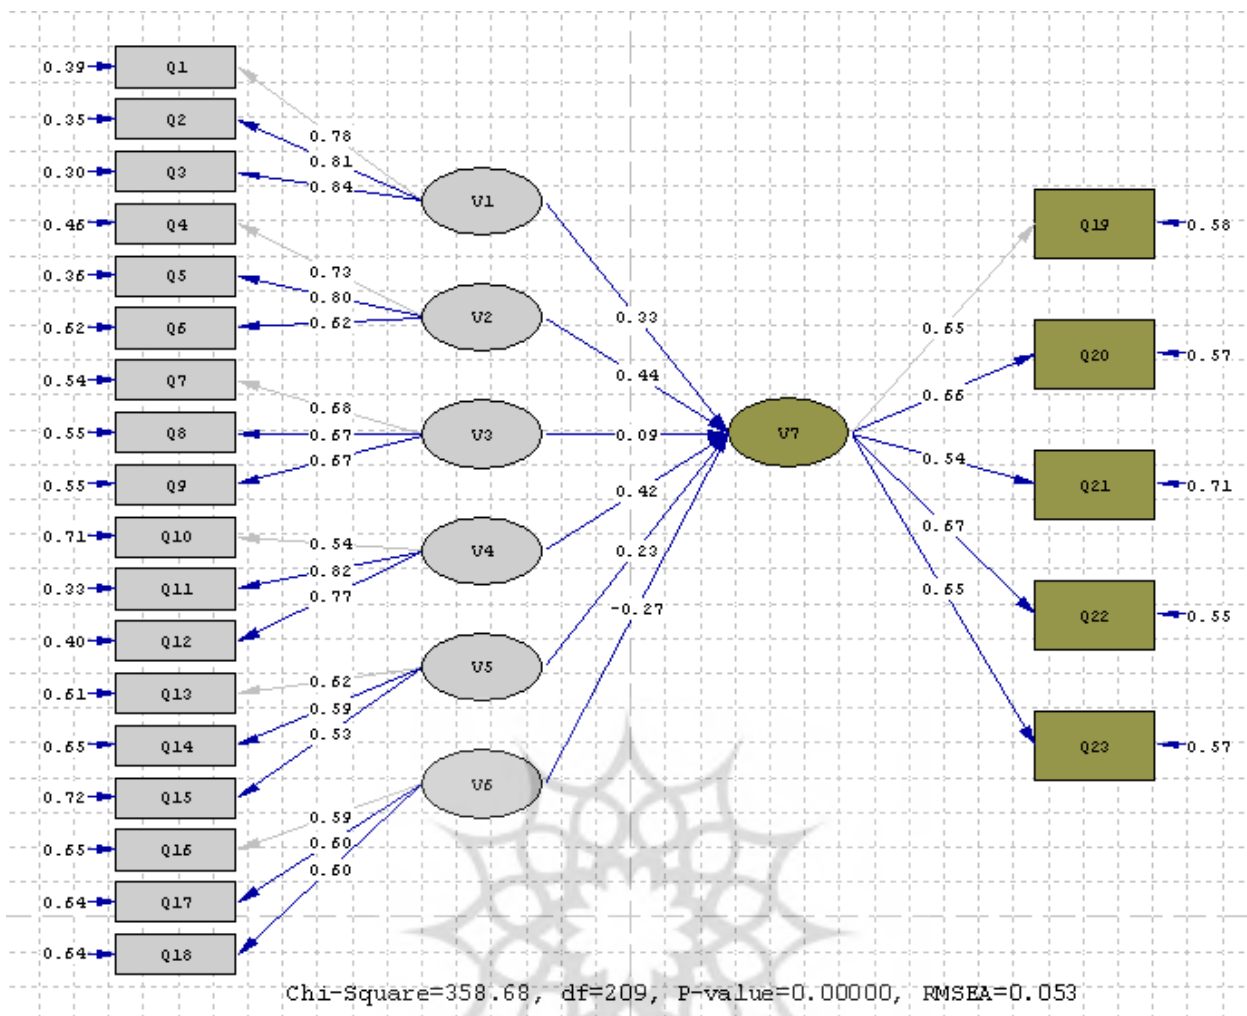 0.39 Q1
0.35 Q2
0.30 Q3
0.46 Q4
0.36 Q5
0.62 Q6
0.54 Q7
0.55 Q8
0.55 Q9
0.71 Q10
0.33 Q11
0.40 Q12
0.61 Q13
0.65 Q14
0.72 Q15
0.65 Q16
0.64 Q17
0.64 Q18
0.78
0.81
0.84
0.73
0.80
0.62
0.68
0.67
0.67
0.54
0.82
0.77
0.62
0.59
0.53
0.59
0.60
0.60
V1
V2
V3
V4
V5
V6
0.33
0.44
0.09
0.42
0.23
-0.27
V7
0.65
0.66
0.54
0.67
0.65
Q19 0.58
Q20 0.57
Q21 0.71
Q22 0.55
Q23 0.57
Chi-Square=358.68, df=209, P-value=0.00000, RMSEA=0.053